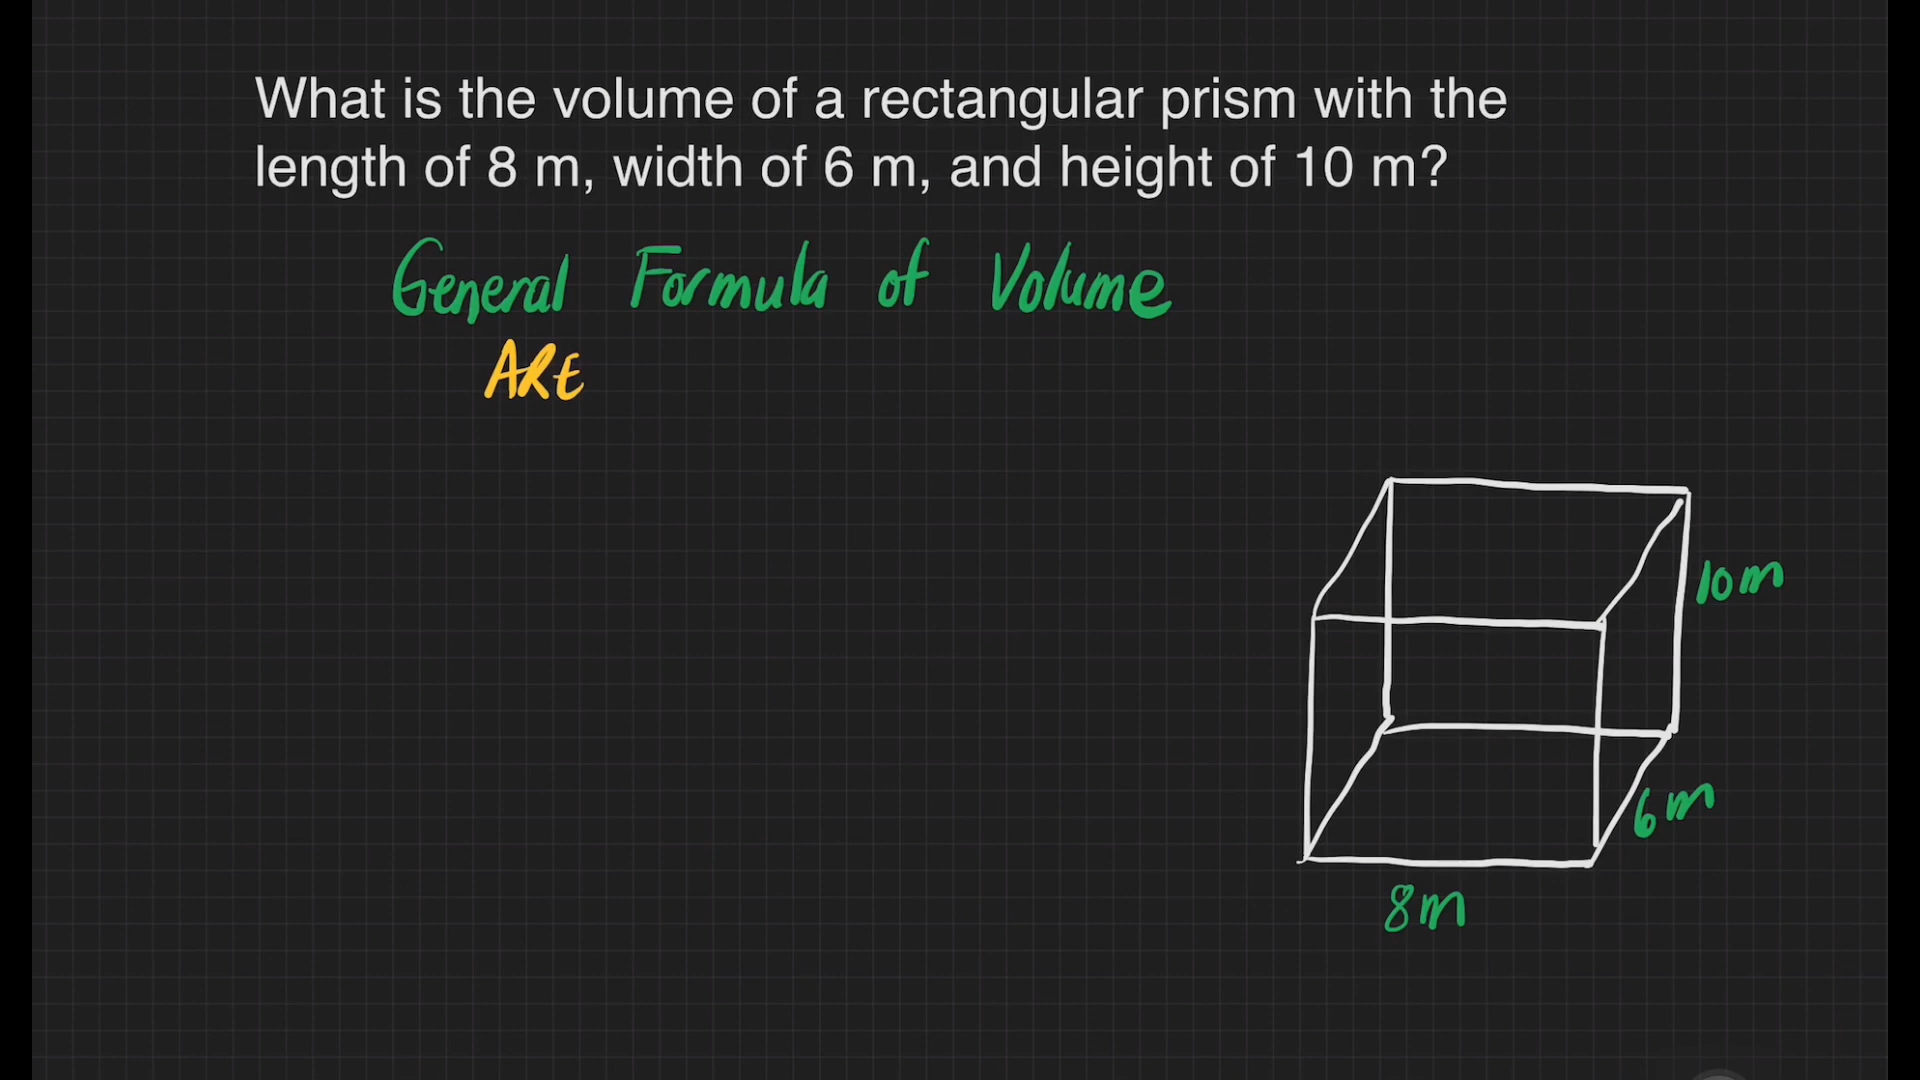 What is the volume of a rectangular prism with the
length of 8 m, width of 6 m, and height of 10 m?
General Formula of Volume
ARE
10m
6m
8m